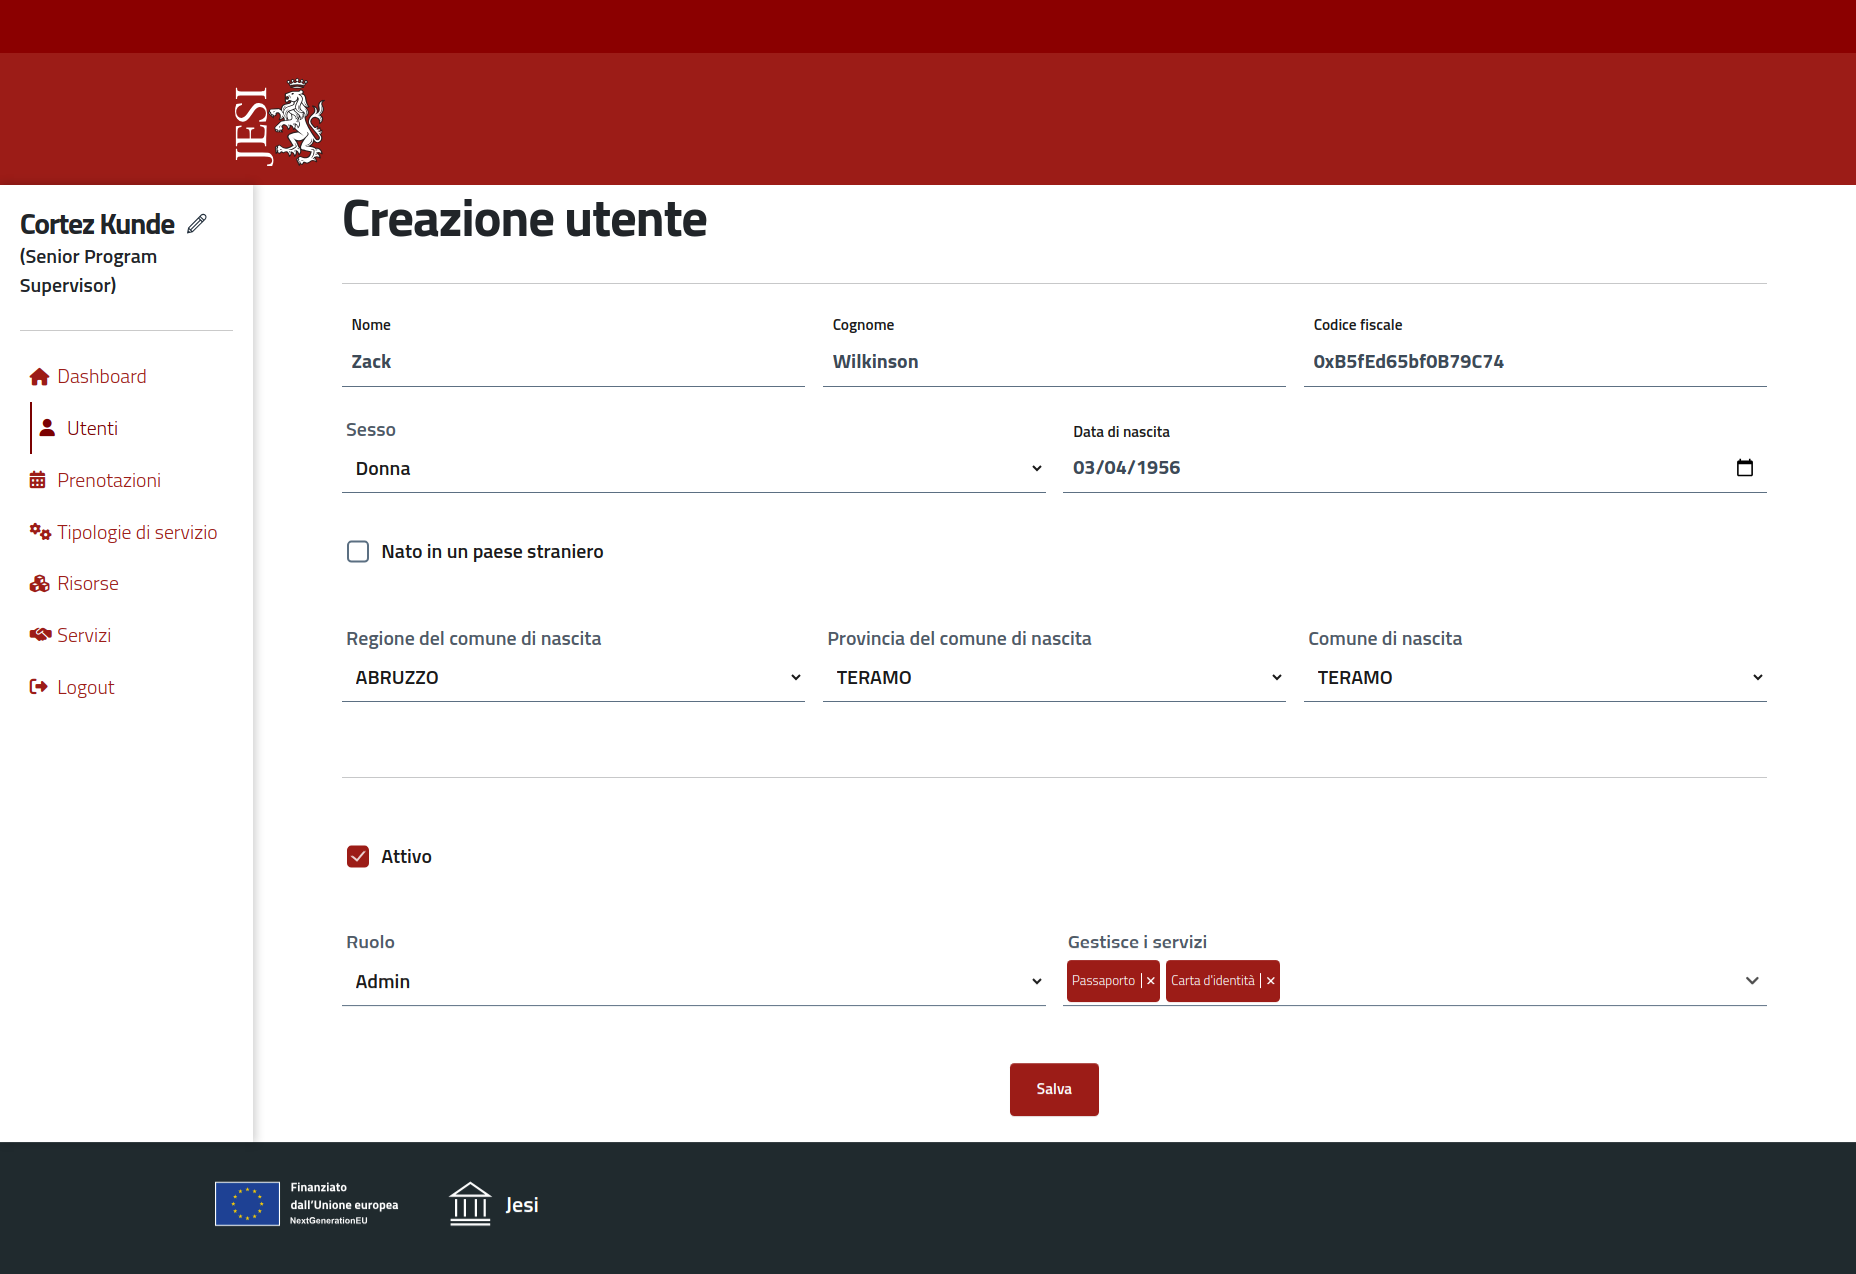 JESI
Cortez Kunde
(Senior Program
Supervisor)
Dashboard
Utenti
Prenotazioni
Tipologie di servizio
Risorse
Servizi
Logout
Creazione utente
Nome
Cognome
Codice fiscale
Zack
Wilkinson
0xB5fEd65bf0B79C74
Sesso
Data di nascita
Donna
03/04/1956
Nato in un paese straniero
Regione del comune di nascita
Provincia del comune di nascita
Comune di nascita
ABRUZZO
TERAMO
TERAMO
Attivo
Ruolo
Gestisce i servizi
Admin
Passaporto
Carta d'identità
Salva
Finanziato
dall'Unione europea
NextGenerationEU
Jesi